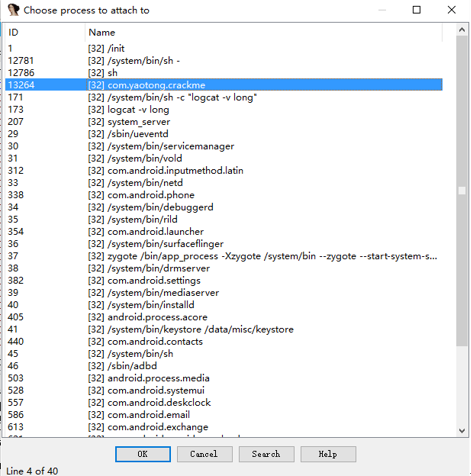 Choose process to attach to
ID Name
1 [32] /init
12781 [32] /system/bin/sh -
12786 [32] sh
13264 [32] com.yaotong.crackme
171 [32] /system/bin/sh -c "logcat -v long"
173 [32] logcat -v long
207 [32] system_server
29 [32] /sbin/ueventd
30 [32] /system/bin/servicemanager
31 [32] /system/bin/vold
312 [32] com.android.inputmethod.latin
33 [32] /system/bin/netd
338 [32] com.android.phone
34 [32] /system/bin/debuggerd
35 [32] /system/bin/rild
354 [32] com.android.launcher
36 [32] /system/bin/surfaceflinger
37 [32] zygote /bin/app_process -Xzygote /system/bin --zygote --start-system-s...
38 [32] /system/bin/drmserver
382 [32] com.android.settings
39 [32] /system/bin/mediaserver
40 [32] /system/bin/installd
405 [32] android.process.acore
41 [32] /system/bin/keystore /data/misc/keystore
440 [32] com.android.contacts
45 [32] /system/bin/sh
46 [32] /sbin/adbd
503 [32] android.process.media
528 [32] com.android.systemui
557 [32] com.android.deskclock
586 [32] com.android.email
613 [32] com.android.exchange
OK Cancel Search Help
Line 4 of 40